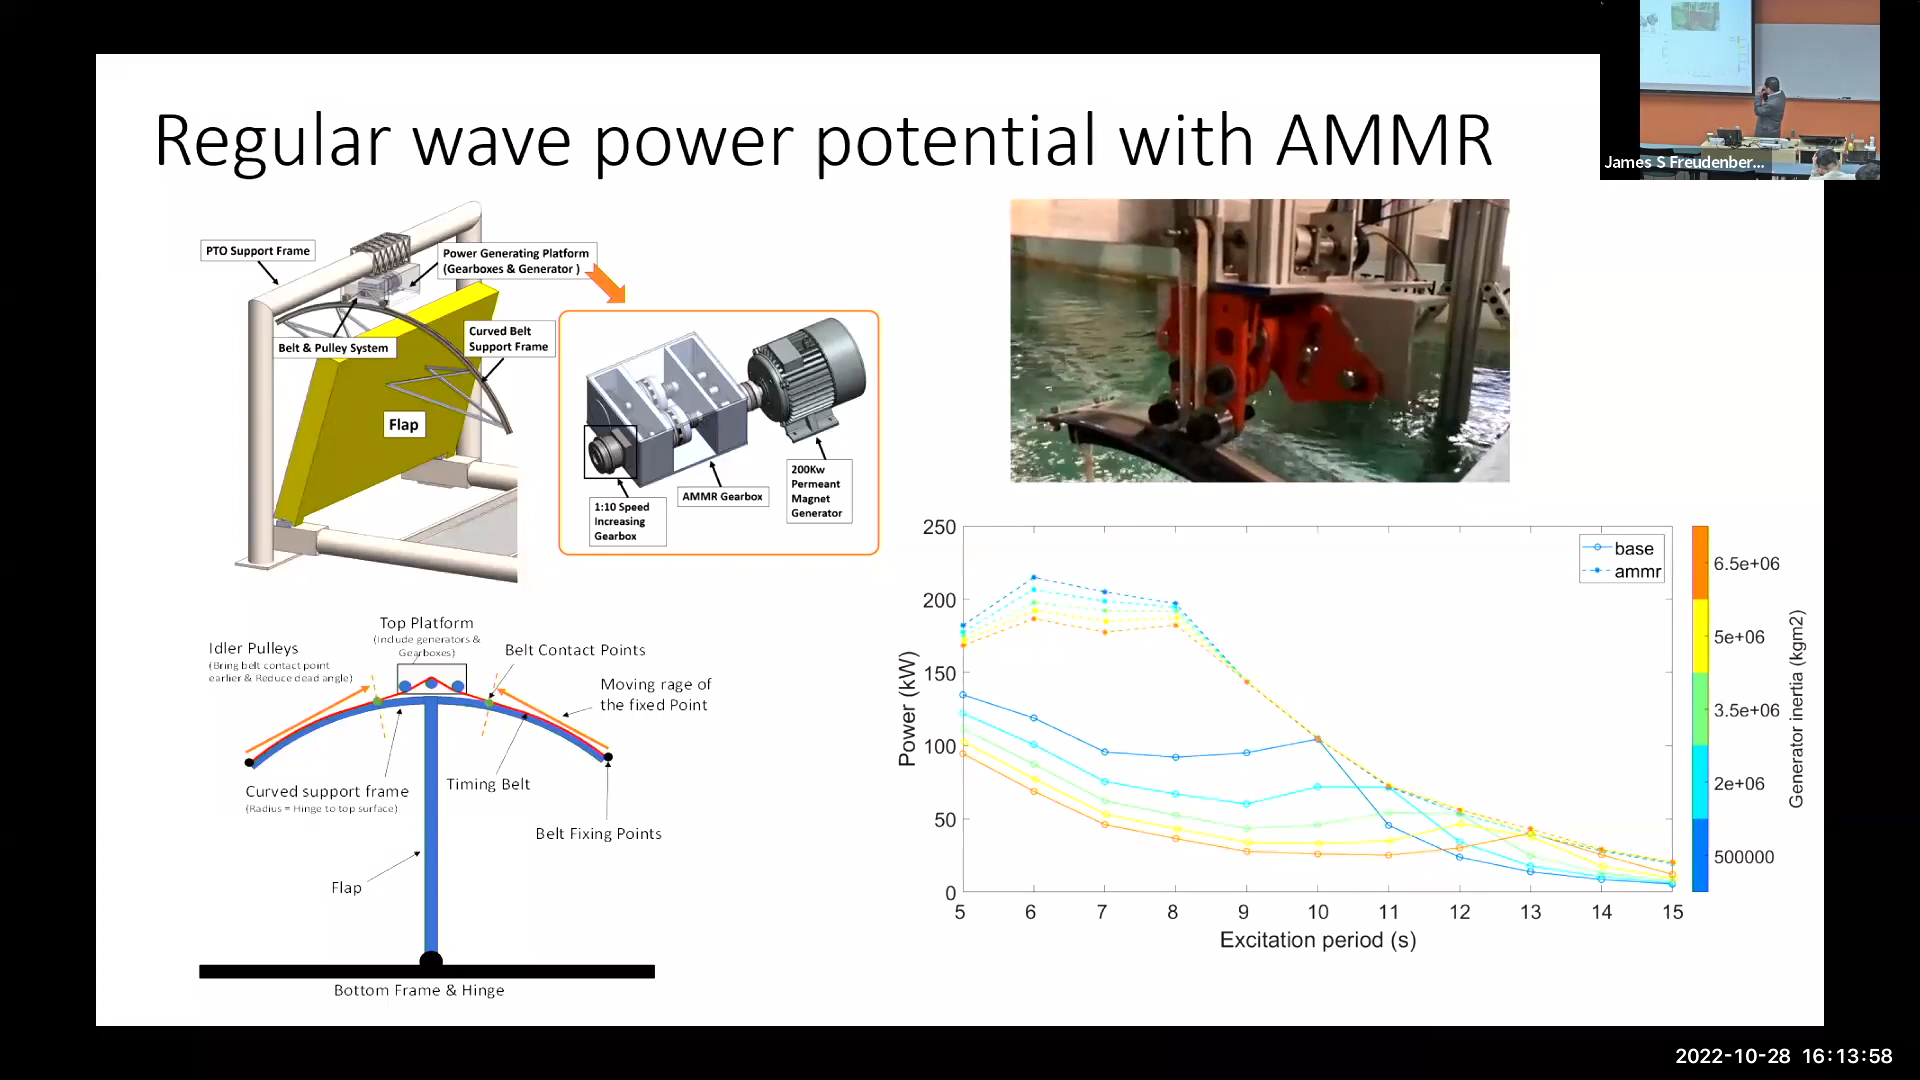 James S Freudenber...
Regular wave power potential with AMMR
PTO Support Frame
Power Generating Platform
(Gearboxes & Generator )
Belt & Pulley System
Curved Belt
Support Frame
Flap
1:10 Speed
Increasing
Gearbox
AMMR Gearbox
200Kw
Permeant
Magnet
Generator
Top Platform
(Include generators &
Gearboxes)
Idler Pulleys
(Bring belt contact point
earlier & Reduce dead angle)
Belt Contact Points
Moving rage of
the fixed Point
Curved support frame
(Radius = Hinge to top surface)
Timing Belt
Belt Fixing Points
Flap
Bottom Frame & Hinge
250
200
150
100
50
0
Power (kW)
5 6 7 8 9 10 11 12 13 14 15
Excitation period (s)
base
ammr
6.5e+06
5e+06
3.5e+06
2e+06
500000
Generator inertia (kgm2)
2022-10-28 16:13:58